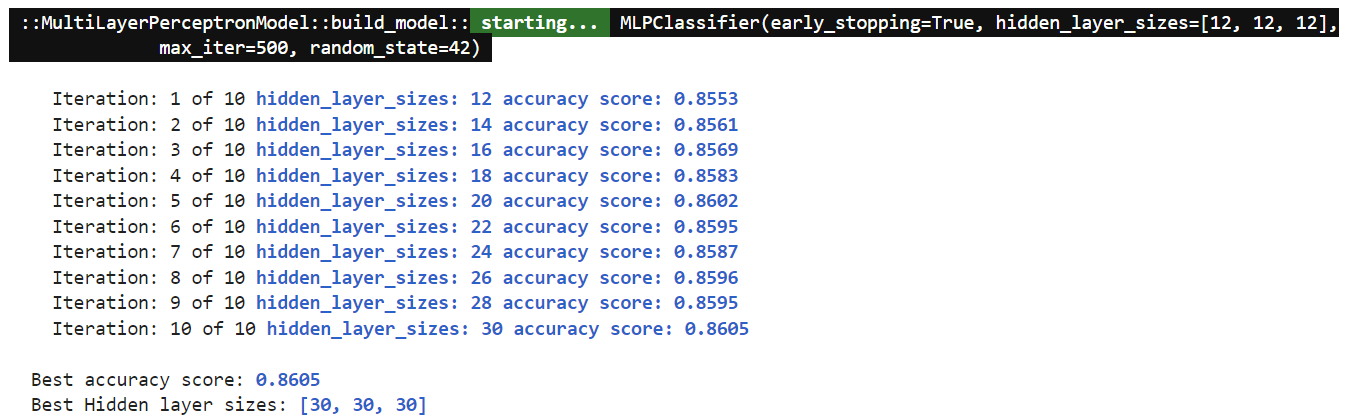 ::MultiLayerPerceptronModel::build_model:: starting... MLPClassifier(early_stopping=True, hidden_layer_sizes=[12, 12, 12],
max_iter=500, random_state=42)
Iteration: 1 of 10 hidden_layer_sizes: 12 accuracy score: 0.8553
Iteration: 2 of 10 hidden_layer_sizes: 14 accuracy score: 0.8561
Iteration: 3 of 10 hidden_layer_sizes: 16 accuracy score: 0.8569
Iteration: 4 of 10 hidden_layer_sizes: 18 accuracy score: 0.8583
Iteration: 5 of 10 hidden_layer_sizes: 20 accuracy score: 0.8602
Iteration: 6 of 10 hidden_layer_sizes: 22 accuracy score: 0.8595
Iteration: 7 of 10 hidden_layer_sizes: 24 accuracy score: 0.8587
Iteration: 8 of 10 hidden_layer_sizes: 26 accuracy score: 0.8596
Iteration: 9 of 10 hidden_layer_sizes: 28 accuracy score: 0.8595
Iteration: 10 of 10 hidden_layer_sizes: 30 accuracy score: 0.8605
Best accuracy score: 0.8605
Best Hidden layer sizes: [30, 30, 30]